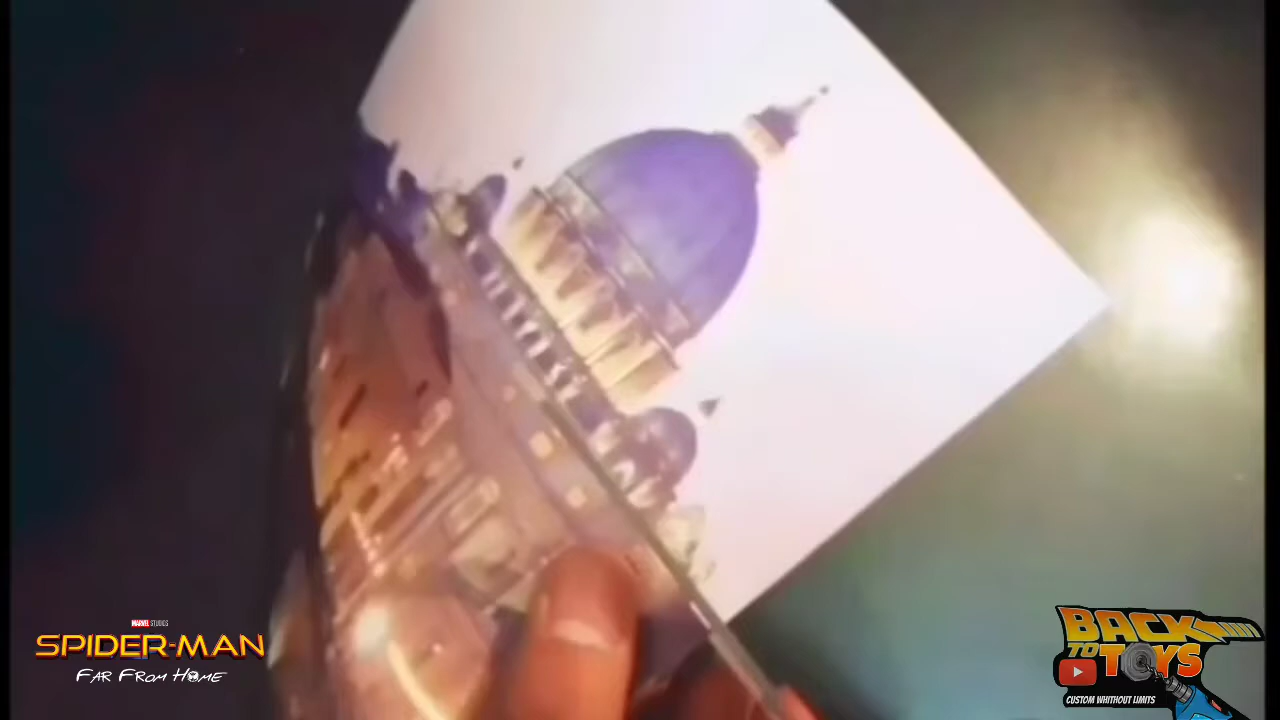 MARVEL STUDIOS
SPIDER-MAN
FAR FROM HOME
BACK
TO TOYS
CUSTOM WHITHOUT LIMITS